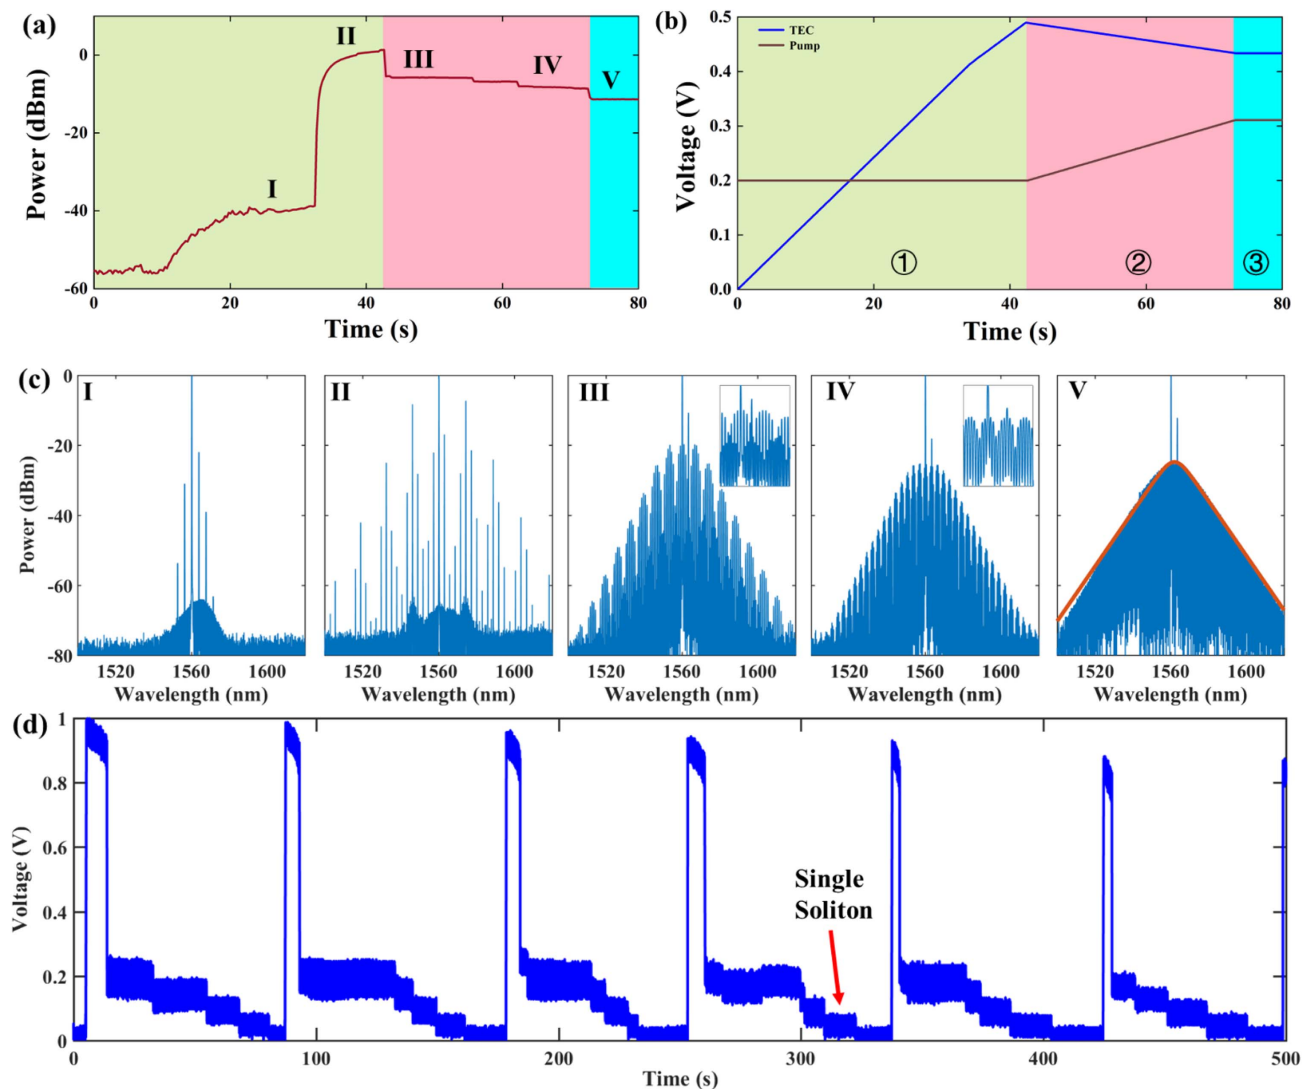 (a)
Power (dBm)
0
-20
-40
-60
I
II
III
IV
V
0
20
40
60
80
Time (s)
(b)
Voltage (V)
0.5
0.4
0.3
0.2
0.1
0.0
TEC
Pump
①
②
③
0
20
40
60
80
Time (s)
(c)
Power (dBm)
0
-20
-40
-60
-80
I
1520
1560
1600
Wavelength (nm)
II
1520
1560
1600
Wavelength (nm)
III
1520
1560
1600
Wavelength (nm)
IV
1520
1560
1600
Wavelength (nm)
V
1520
1560
1600
Wavelength (nm)
(d)
Voltage (V)
1
0.8
0.6
0.4
0.2
0
Single
Soliton
0
100
200
300
400
500
Time (s)